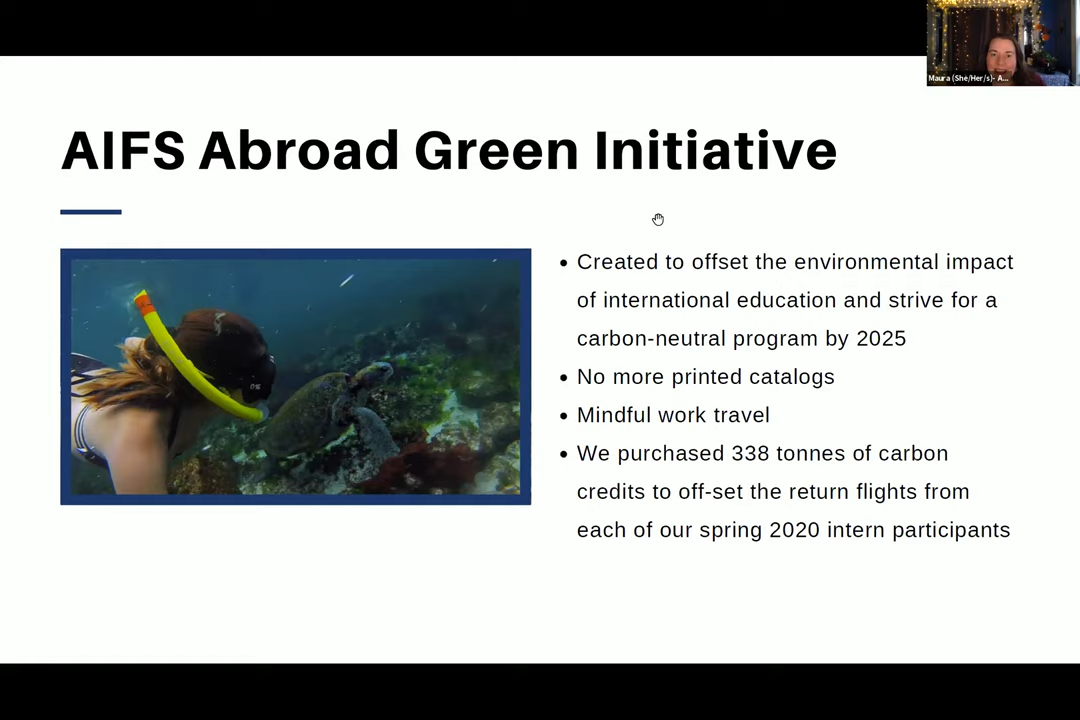 Maura (She/Her/s)- A...
AIFS Abroad Green Initiative
• Created to offset the environmental impact
of international education and strive for a
carbon-neutral program by 2025
• No more printed catalogs
• Mindful work travel
• We purchased 338 tonnes of carbon
credits to off-set the return flights from
each of our spring 2020 intern participants